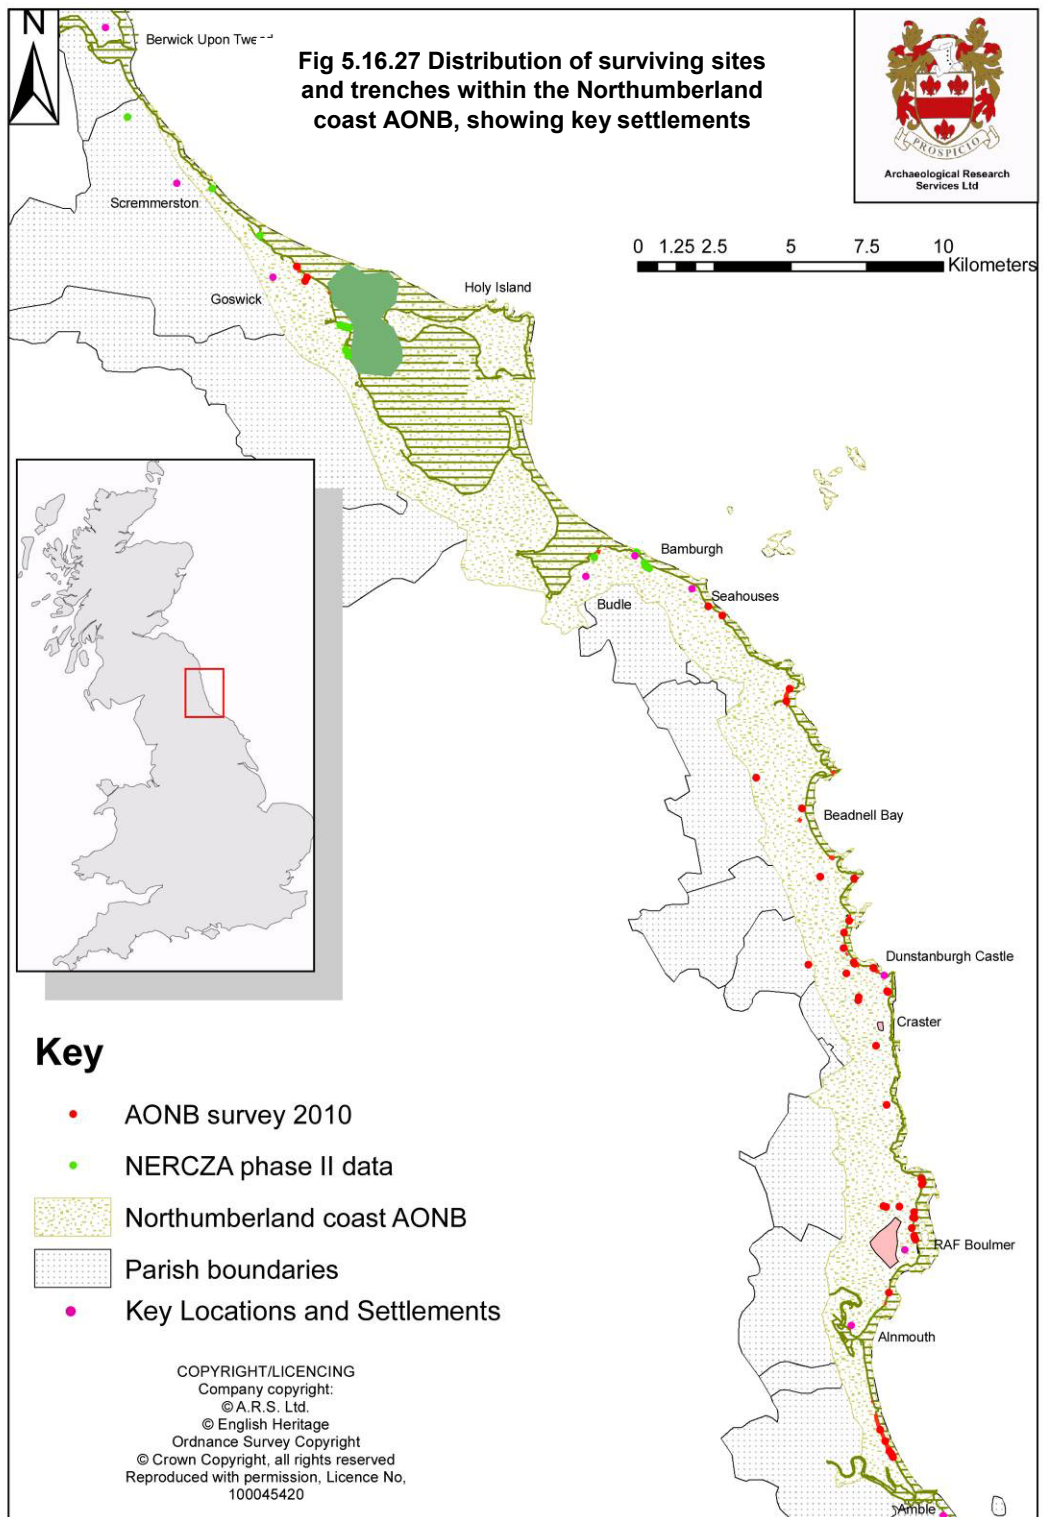 N
Berwick Upon Tweed
Fig 5.16.27 Distribution of surviving sites
and trenches within the Northumberland
coast AONB, showing key settlements
PROSPICIO
Archaeological Research
Services Ltd
Scremmerston
0 1.25 2.5 5 7.5 10
Kilometers
Holy Island
Goswick
Bamburgh
Seahouses
Budle
Beadnell Bay
Dunstanburgh Castle
Craster
RAF Boulmer
Alnmouth
Amble
Key
AONB survey 2010
NERCZA phase II data
Northumberland coast AONB
Parish boundaries
Key Locations and Settlements
COPYRIGHT/LICENCING
Company copyright:
© A.R.S. Ltd.
© English Heritage
Ordnance Survey Copyright
© Crown Copyright, all rights reserved
Reproduced with permission, Licence No,
100045420